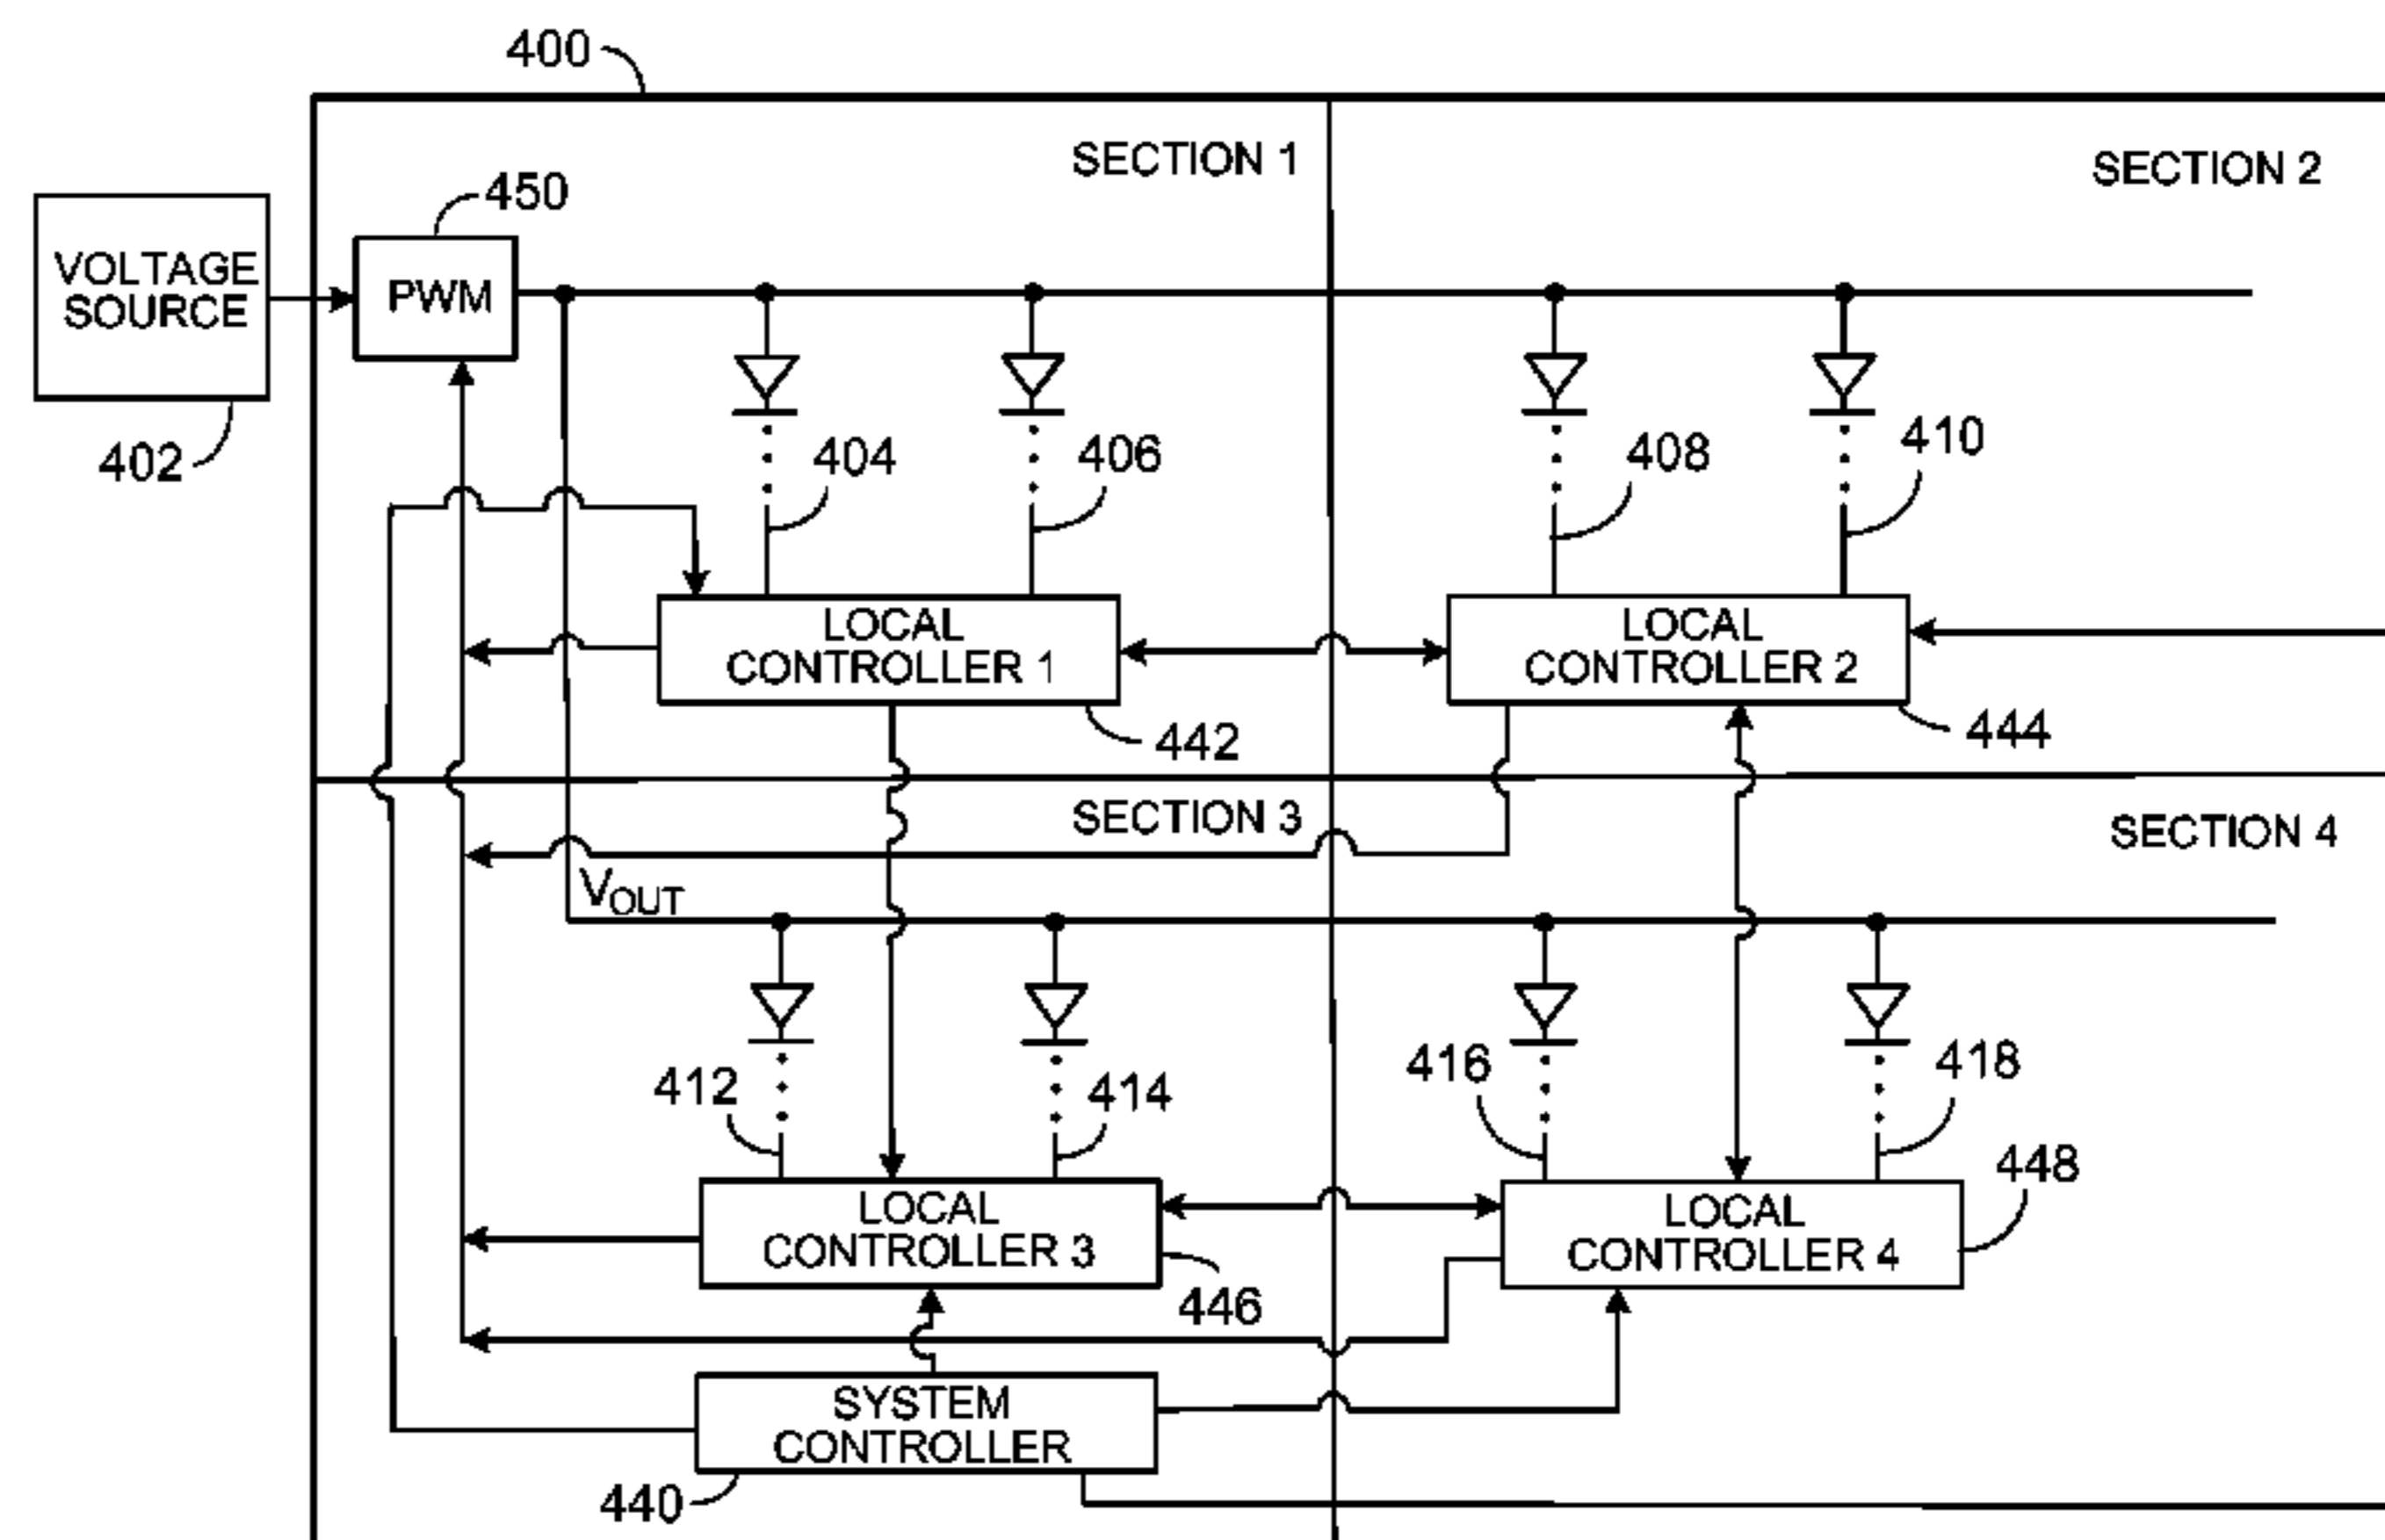 400
SECTION 1
SECTION 2
450
VOLTAGE
SOURCE
PWM
402
404
406
408
410
LOCAL
CONTROLLER 1
LOCAL
CONTROLLER 2
442
444
SECTION 3
SECTION 4
VOUT
412
414
416
418
448
LOCAL
CONTROLLER 3
LOCAL
CONTROLLER 4
446
SYSTEM
CONTROLLER
440